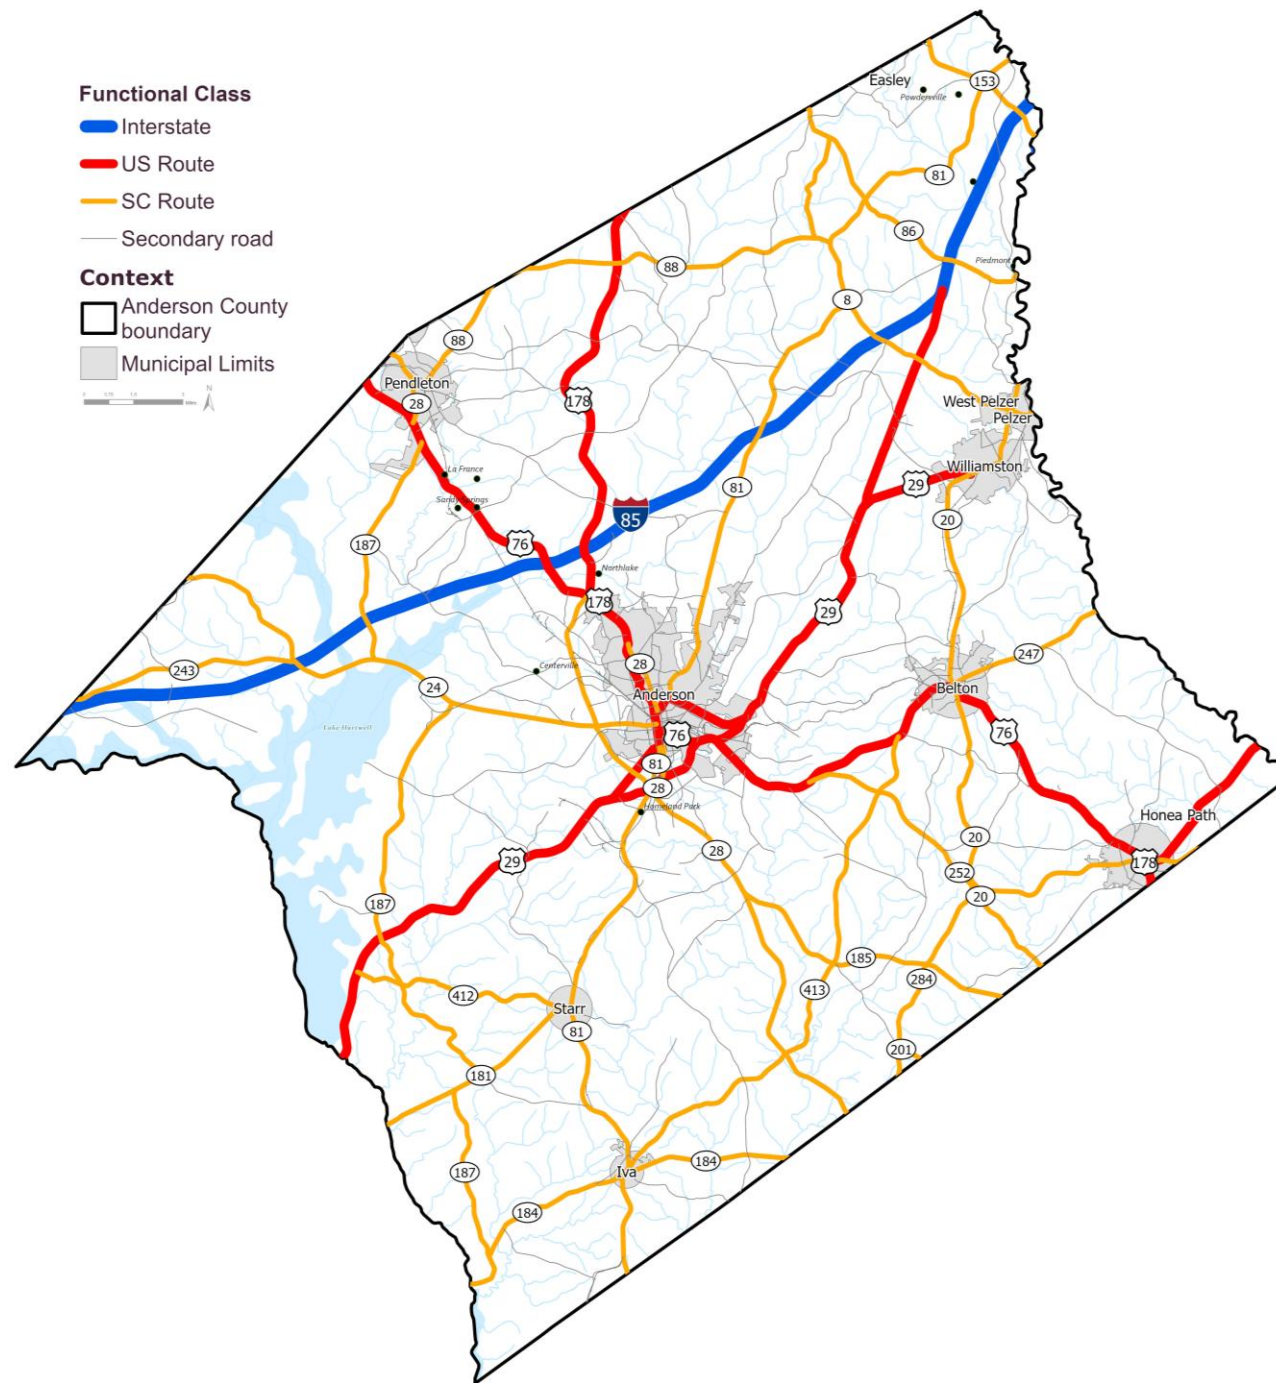 Functional Class
Interstate
US Route
SC Route
Secondary road
Context
Anderson County
boundary
Municipal Limits
N
Easley
Powdersville
153
81
86
Piedmont
88
8
88
Pendleton
28
178
West Pelzer
Pelzer
Williamston
29
81
20
La France
Sandy Springs
85
76
187
Northlake
178
29
28
Centerville
243
24
Anderson
247
Belton
Lake Hartwell
76
76
81
28
Homeland Park
Honea Path
20
28
29
178
252
20
187
185
284
413
412
Starr
81
201
181
184
Iva
187
184